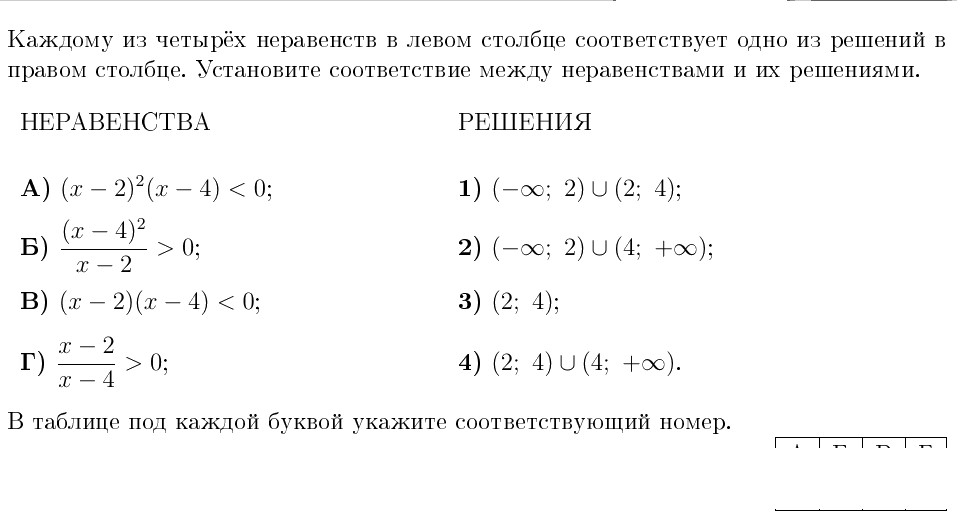 Каждому из четырёх неравенств в левом столбце соответствует одно из решений в
правом столбце. Установите соответствие между неравенствами и их решениями.
НЕРАВЕНСТВА РЕШЕНИЯ
А) (x − 2)²(x − 4) < 0; 1) (−∞; 2) ∪ (2; 4);
Б) (x − 4)² / (x − 2) > 0; 2) (−∞; 2) ∪ (4; +∞);
В) (x − 2)(x − 4) < 0; 3) (2; 4);
Г) (x − 2) / (x − 4) > 0; 4) (2; 4) ∪ (4; +∞).
В таблице под каждой буквой укажите соответствующий номер.